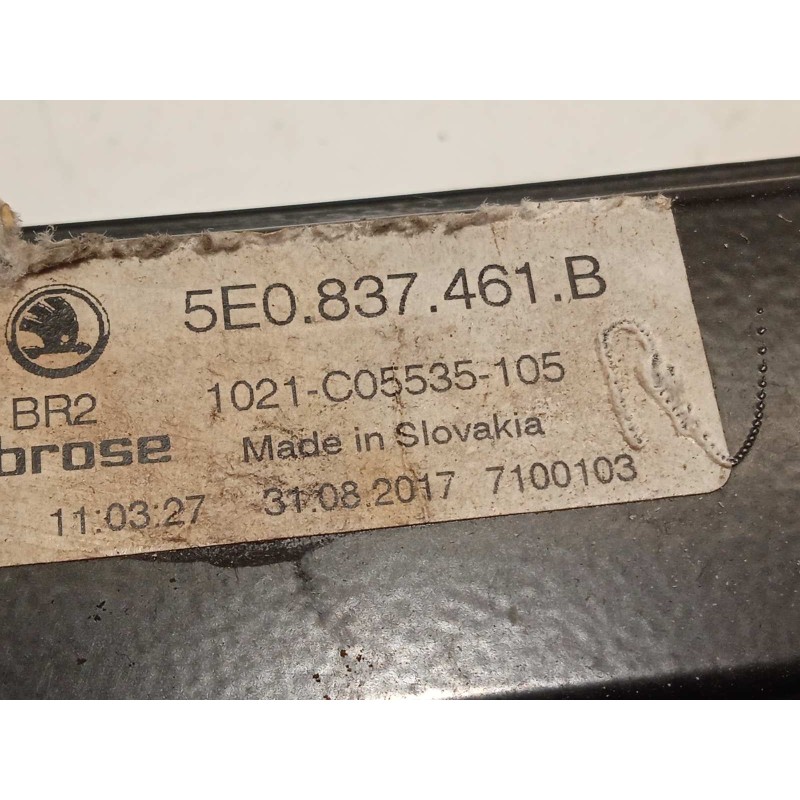 5E0.837.461.B
1021-C05535-105
BR2
Made in Slovakia
brose
11:03:27 31.08.2017 7100103